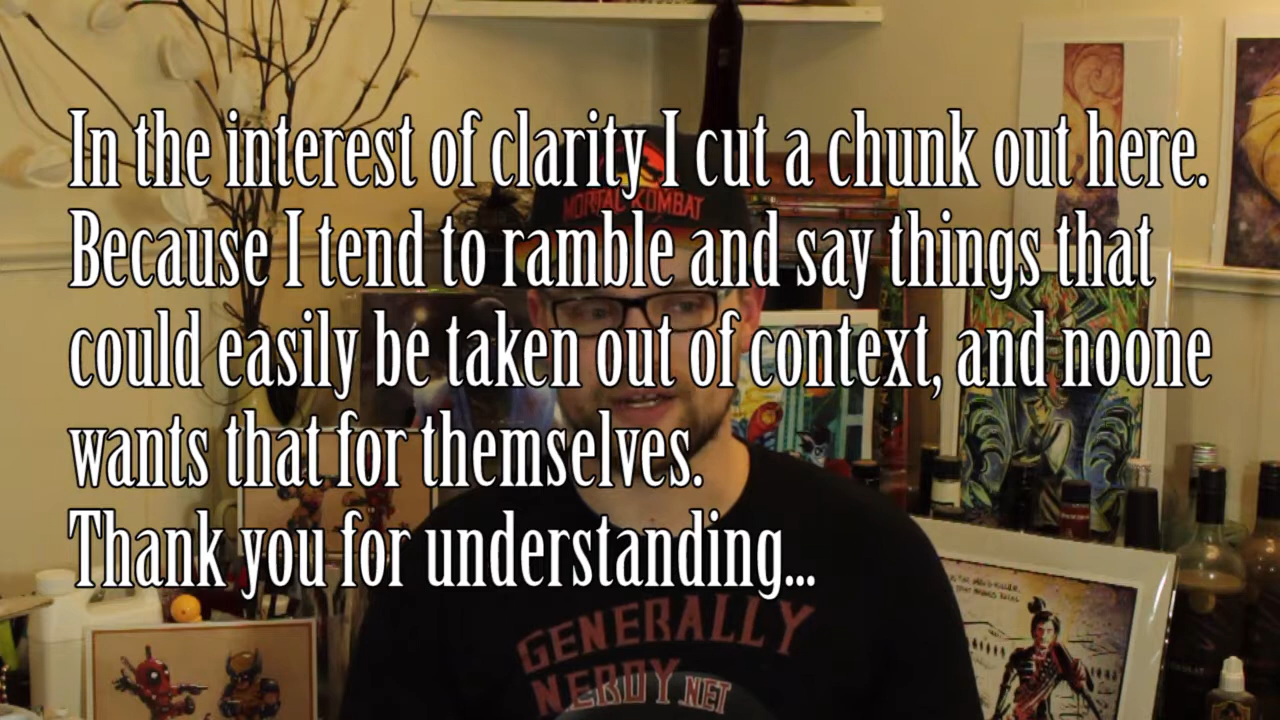 In the interest of clarity I cut a chunk out here.
Because I tend to ramble and say things that
could easily be taken out of context, and noone
wants that for themselves.
Thank you for understanding...
MORTAL KOMBAT
GENERALLY
NERDY.NET